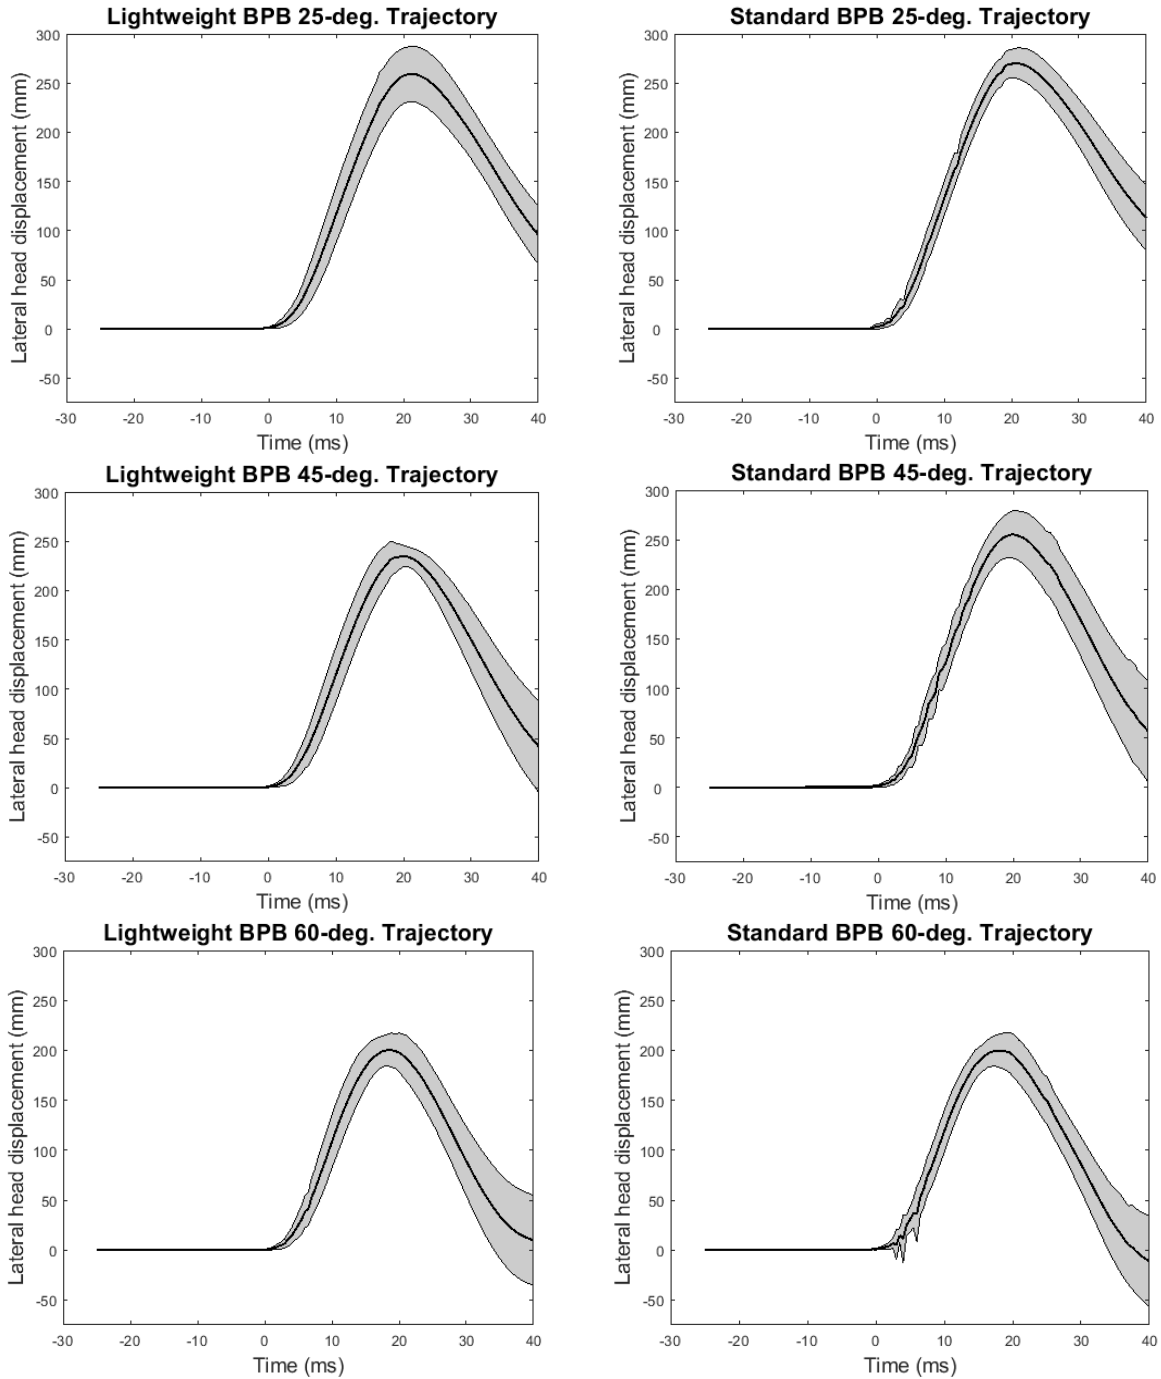 Lightweight BPB 25-deg. Trajectory
Lateral head displacement (mm)
300
250
200
150
100
50
0
-50
-30 -20 -10 0 10 20 30 40
Time (ms)
Standard BPB 25-deg. Trajectory
Lateral head displacement (mm)
300
250
200
150
100
50
0
-50
-30 -20 -10 0 10 20 30 40
Time (ms)
Lightweight BPB 45-deg. Trajectory
Lateral head displacement (mm)
300
250
200
150
100
50
0
-50
-30 -20 -10 0 10 20 30 40
Time (ms)
Standard BPB 45-deg. Trajectory
Lateral head displacement (mm)
300
250
200
150
100
50
0
-50
-30 -20 -10 0 10 20 30 40
Time (ms)
Lightweight BPB 60-deg. Trajectory
Lateral head displacement (mm)
300
250
200
150
100
50
0
-50
-30 -20 -10 0 10 20 30 40
Time (ms)
Standard BPB 60-deg. Trajectory
Lateral head displacement (mm)
300
250
200
150
100
50
0
-50
-30 -20 -10 0 10 20 30 40
Time (ms)